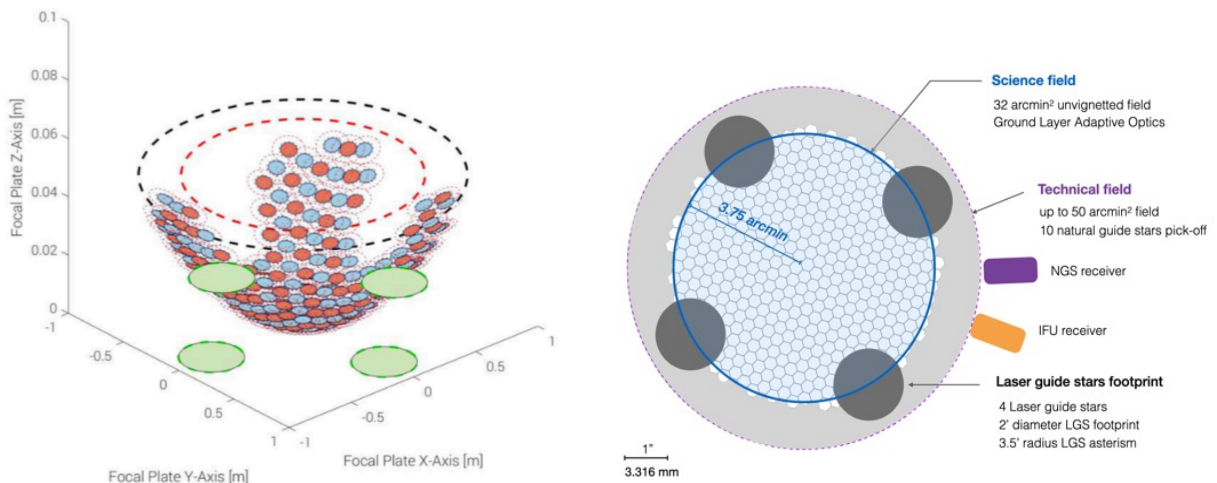 0.1
0.08
0.06
0.04
0.02
0
Focal Plate Z-Axis [m]
-1
-0.5
0
0.5
1
Focal Plate Y-Axis [m]
-1
-0.5
0
0.5
1
Focal Plate X-Axis [m]
3.75 arcmin
Science field
32 arcmin² unvignetted field
Ground Layer Adaptive Optics
Technical field
up to 50 arcmin² field
10 natural guide stars pick-off
NGS receiver
IFU receiver
Laser guide stars footprint
4 Laser guide stars
2' diameter LGS footprint
3.5' radius LGS asterism
1"
3.316 mm